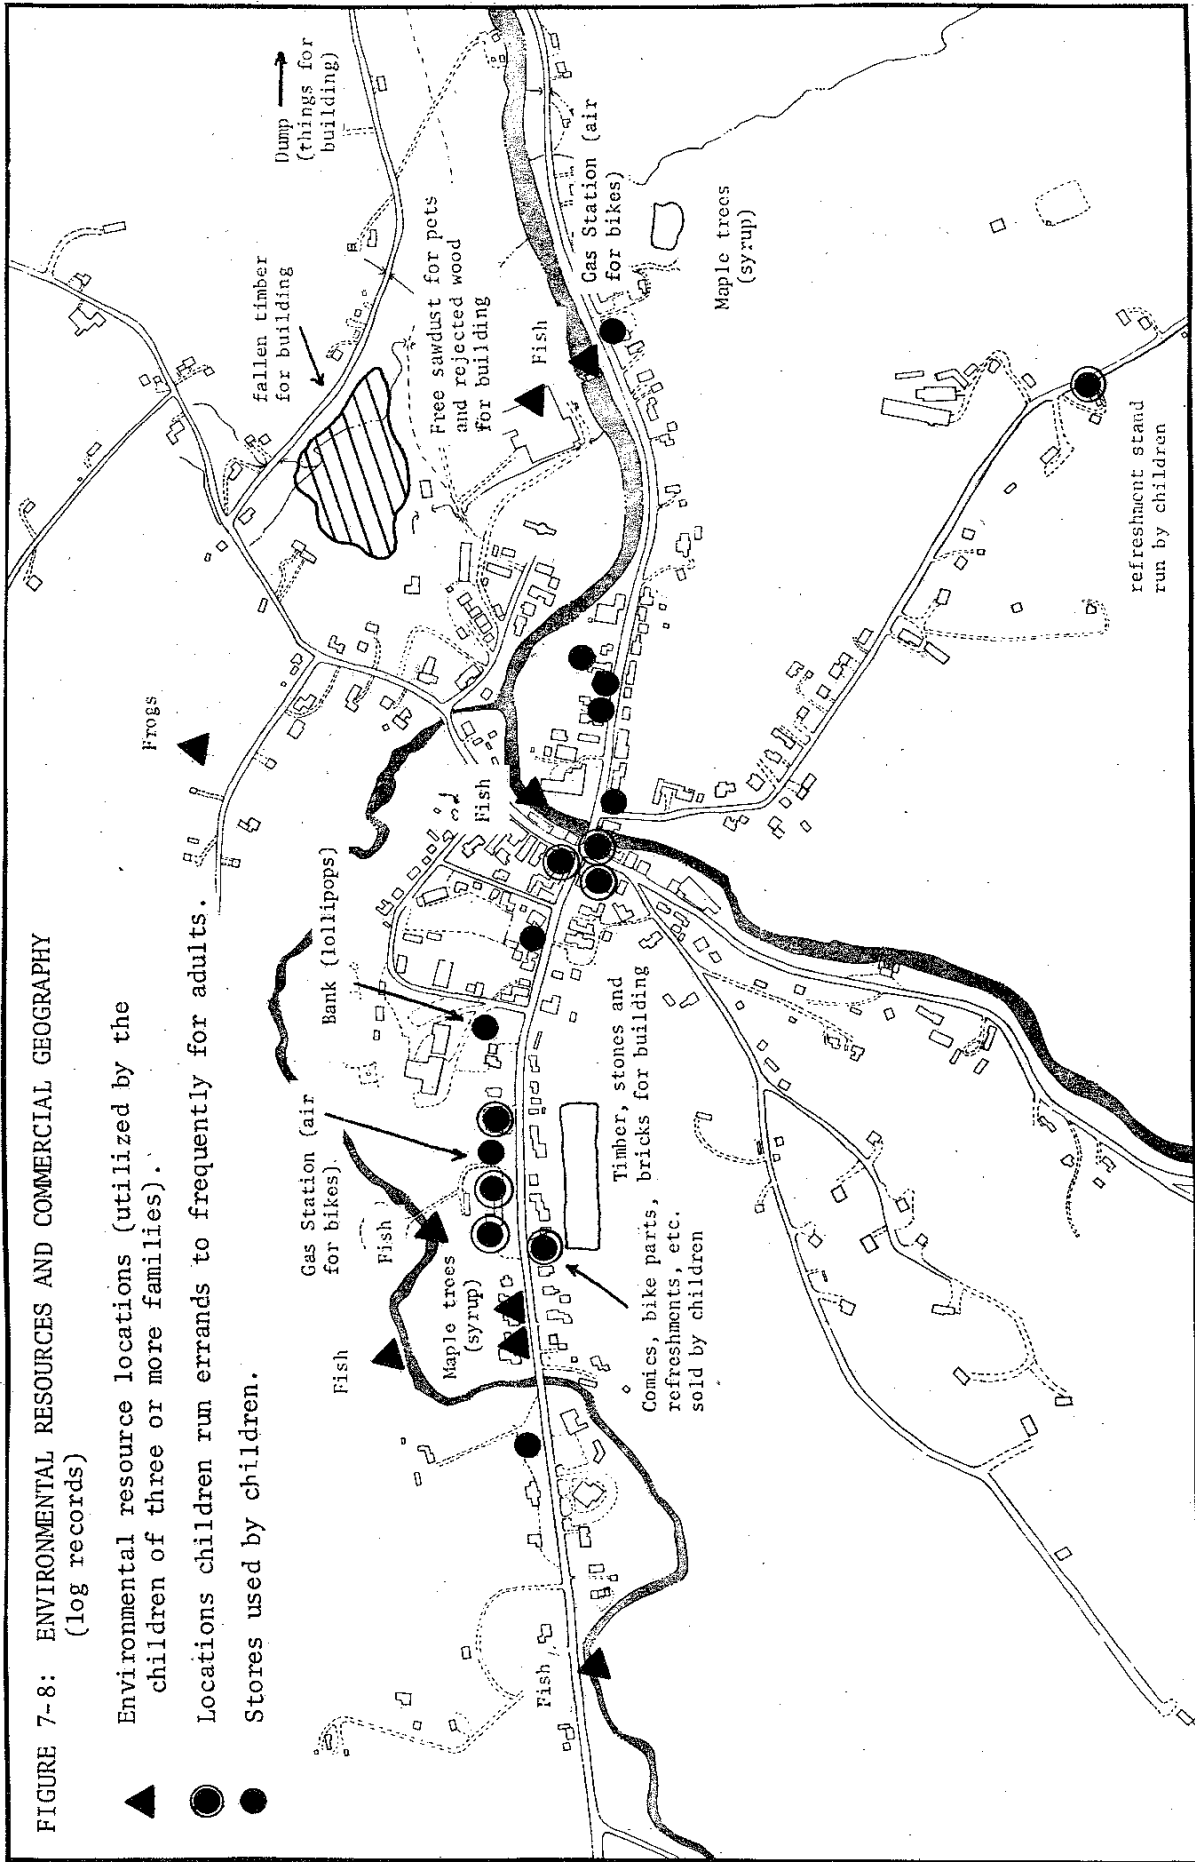 FIGURE 7-8: ENVIRONMENTAL RESOURCES AND COMMERCIAL GEOGRAPHY
(log records)
Environmental resource locations (utilized by the
children of three or more families).
Locations children run errands to frequently for adults.
Stores used by children.
Dump
(things for
building)
fallen timber
for building
Frogs
Free sawdust for pets
and rejected wood
for building
Bank (lollipops)
Gas Station (air
for bikes)
Fish
Fish
Fish
Fish
Maple trees
(syrup)
Fish
Gas Station (air
for bikes)
Maple trees
(syrup)
Timber, stones and
bricks for building
Comics, bike parts,
refreshments, etc.
sold by children
refreshment stand
run by children